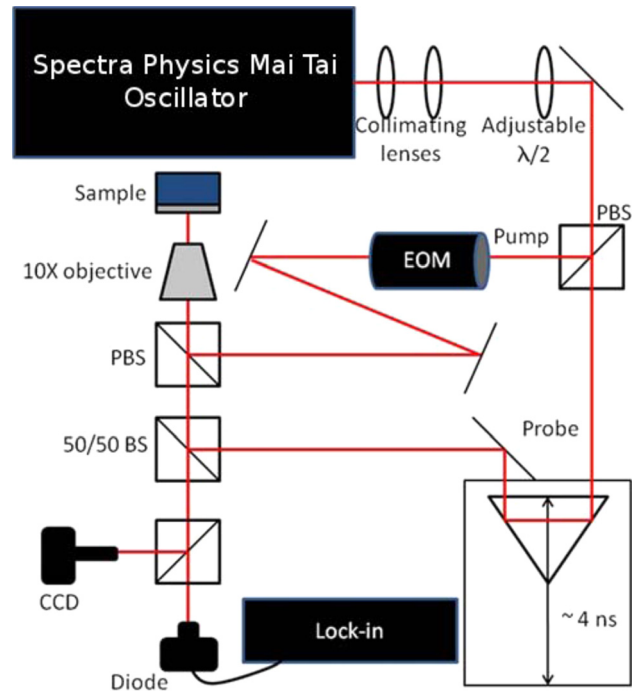 Spectra Physics Mai Tai
Oscillator
Collimating
lenses
Adjustable
λ/2
Sample
PBS
Pump
EOM
10X objective
PBS
50/50 BS
Probe
CCD
~ 4 ns
Lock-in
Diode